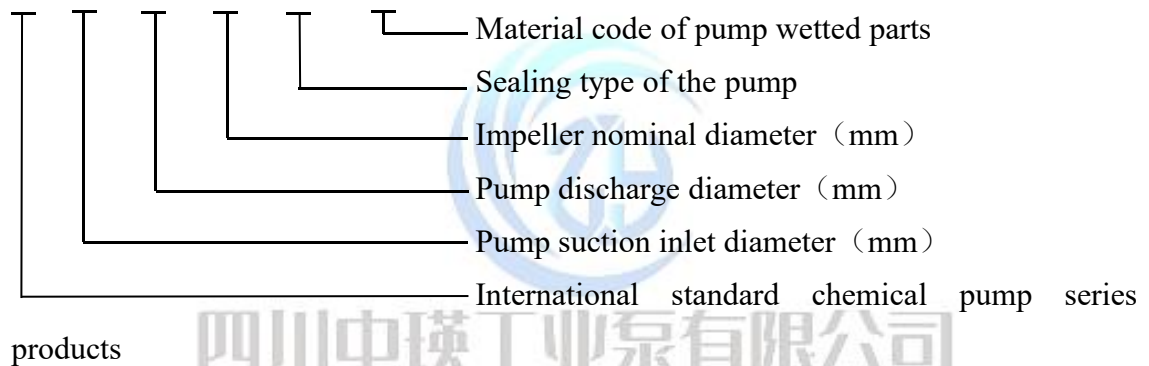 Material code of pump wetted parts
Sealing type of the pump
Impeller nominal diameter（mm）
Pump discharge diameter（mm）
Pump suction inlet diameter（mm）
International standard chemical pump series
products
四川中瑛工业泵有限公司